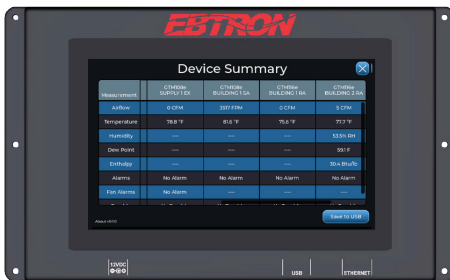 EBTRON
Device Summary
X
Measurement GTM108e SUPPLY 1 EX GTM108e BUILDING 1 SA GTM116e BUILDING 1 RA GTM116e BUILDING 2 RA
Airflow 0 CFM 3517 FPM 0 CFM 5 CFM
Temperature 78.8 °F 81.6 °F 75.6 °F 77.7 °F
Humidity --- --- --- 53.5% RH
Dew Point --- --- --- 59.1 F
Enthalpy --- --- --- 30.4 Btu/lb
Alarms No Alarm No Alarm No Alarm No Alarm
Fan Alarms No Alarm --- --- ---
Save to USB
12VDC
USB
ETHERNET